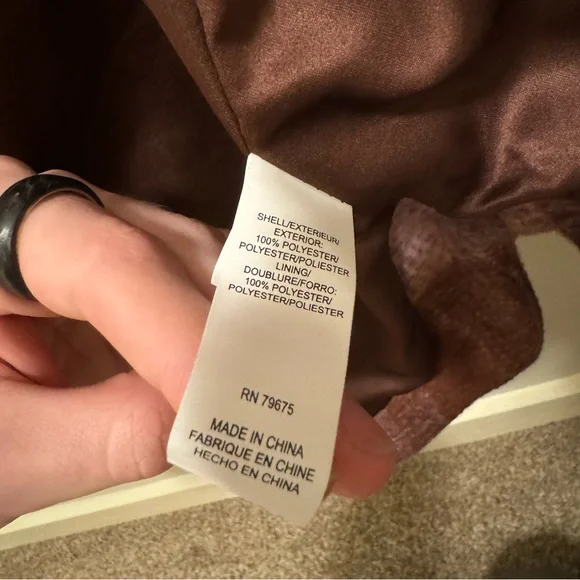 SHELL/EXTERIEUR/
EXTERIOR:
100% POLYESTER/
POLYESTER/POLIESTER
LINING/
DOUBLURE/FORRO:
100% POLYESTER/
POLYESTER/POLIESTER
RN 79675
MADE IN CHINA
FABRIQUE EN CHINE
HECHO EN CHINA